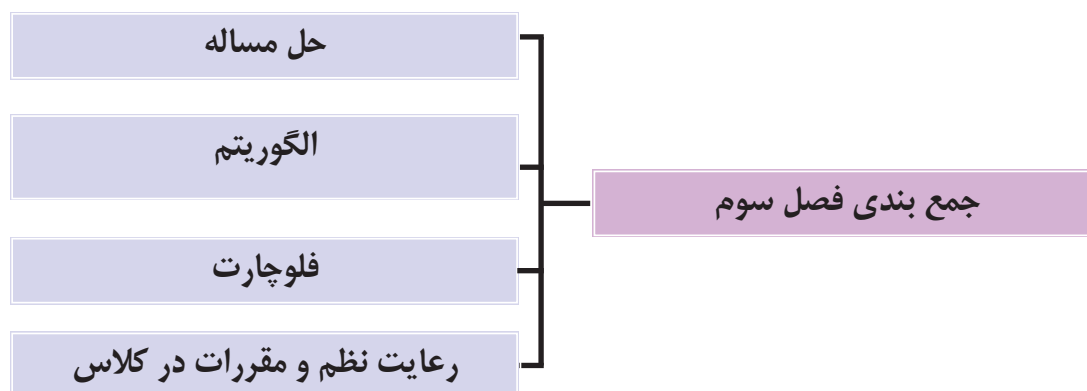 جمع بندی فصل سوم
حل مساله
الگوریتم
فلوچارت
رعایت نظم و مقررات در کلاس